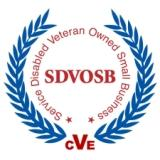 Service Disabled Veteran Owned Small Business
SDVOSB
CVE